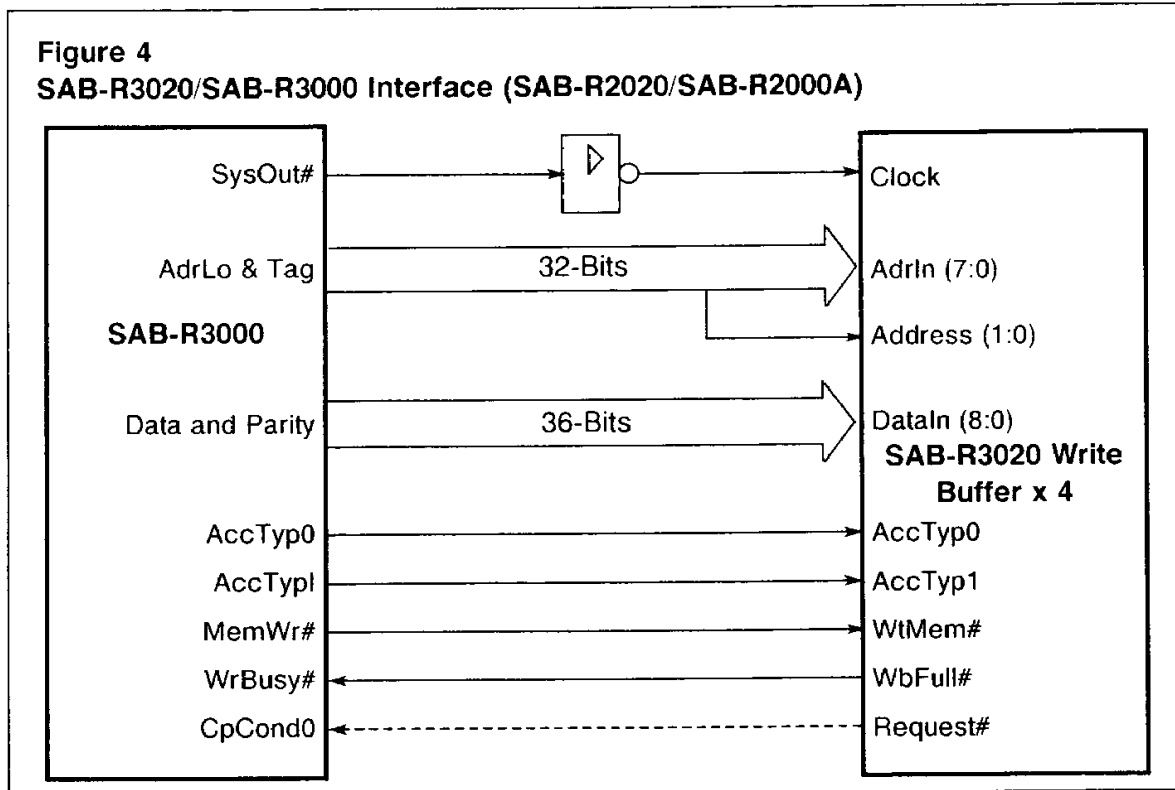 Figure 4
SAB-R3020/SAB-R3000 Interface (SAB-R2020/SAB-R2000A)
SysOut#
Clock
AdrLo & Tag
32-Bits
AdrIn (7:0)
SAB-R3000
Address (1:0)
Data and Parity
36-Bits
DataIn (8:0)
SAB-R3020 Write
Buffer x 4
AccTyp0
AccTyp0
AccTypI
AccTyp1
MemWr#
WtMem#
WrBusy#
WbFull#
CpCond0
Request#